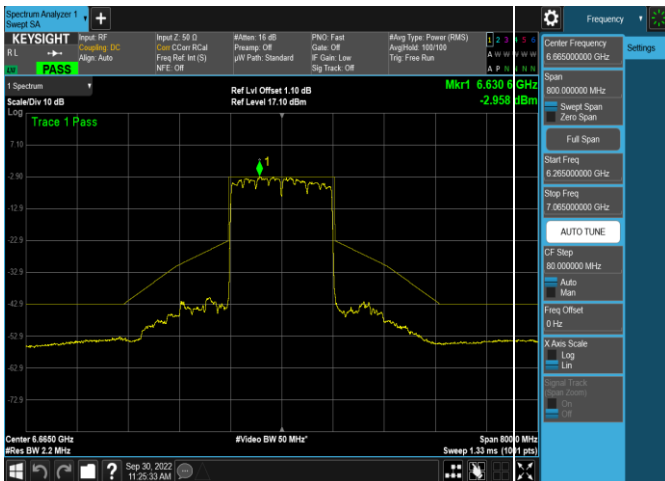 Spectrum Analyzer 1
Swept SA
+
Frequency
KEYSIGHT
Input: RF
Coupling: DC
Align: Auto
Input Z: 50 Ω
Corr CCorr RCal
Freq Ref: Int (S)
NFE: Off
#Atten: 16 dB
Preamp: Off
µW Path: Standard
PNO: Fast
Gate: Off
IF Gain: Low
Sig Track: Off
#Avg Type: Power (RMS)
Avg|Hold: 100/100
Trig: Free Run
1 2 3 4 5 6
A W W W W W
A P N N N N
R L
PASS
1 Spectrum
Scale/Div 10 dB
Log
Ref Lvl Offset 1.10 dB
Ref Level 17.10 dBm
Mkr1 6.630 6 GHz
-2.958 dBm
Trace 1 Pass
7.10
-2.90
-12.9
-22.9
-32.9
-42.9
-52.9
-62.9
-72.9
1
Center 6.6650 GHz
#Res BW 2.2 MHz
#Video BW 50 MHz*
Span 800.0 MHz
Sweep 1.33 ms (1001 pts)
Sep 30, 2022
11:25:33 AM
Center Frequency
6.665000000 GHz
Settings
Span
800.000000 MHz
Swept Span
Zero Span
Full Span
Start Freq
6.265000000 GHz
Stop Freq
7.065000000 GHz
AUTO TUNE
CF Step
80.000000 MHz
Auto
Man
Freq Offset
0 Hz
X Axis Scale
Log
Lin
Signal Track
(Span Zoom)
On
Off